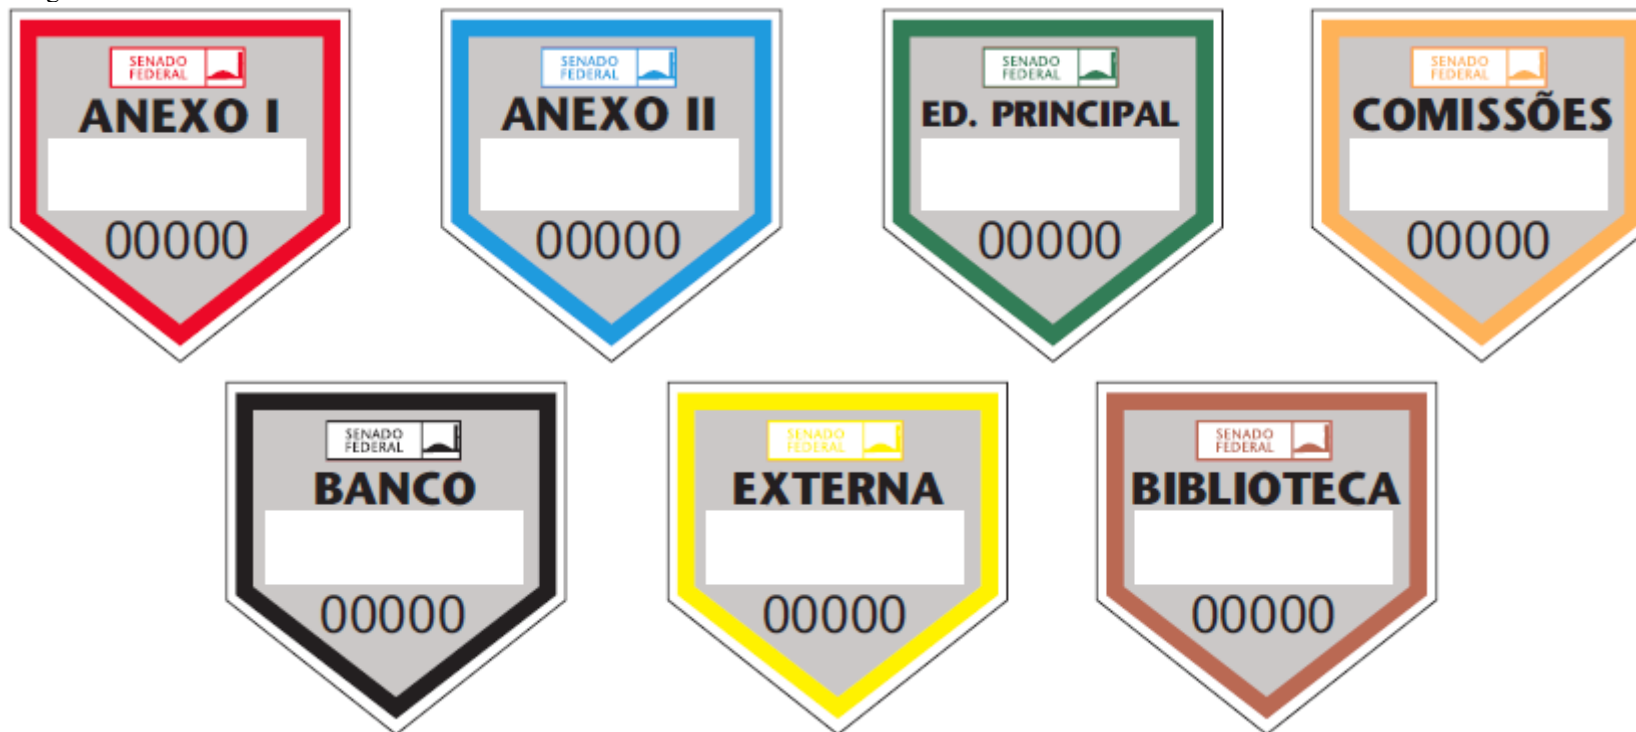 SENADO
FEDERAL
ANEXO I
00000
SENADO
FEDERAL
ANEXO II
00000
SENADO
FEDERAL
ED. PRINCIPAL
00000
SENADO
FEDERAL
COMISSÕES
00000
SENADO
FEDERAL
BANCO
00000
SENADO
FEDERAL
EXTERNA
00000
SENADO
FEDERAL
BIBLIOTECA
00000